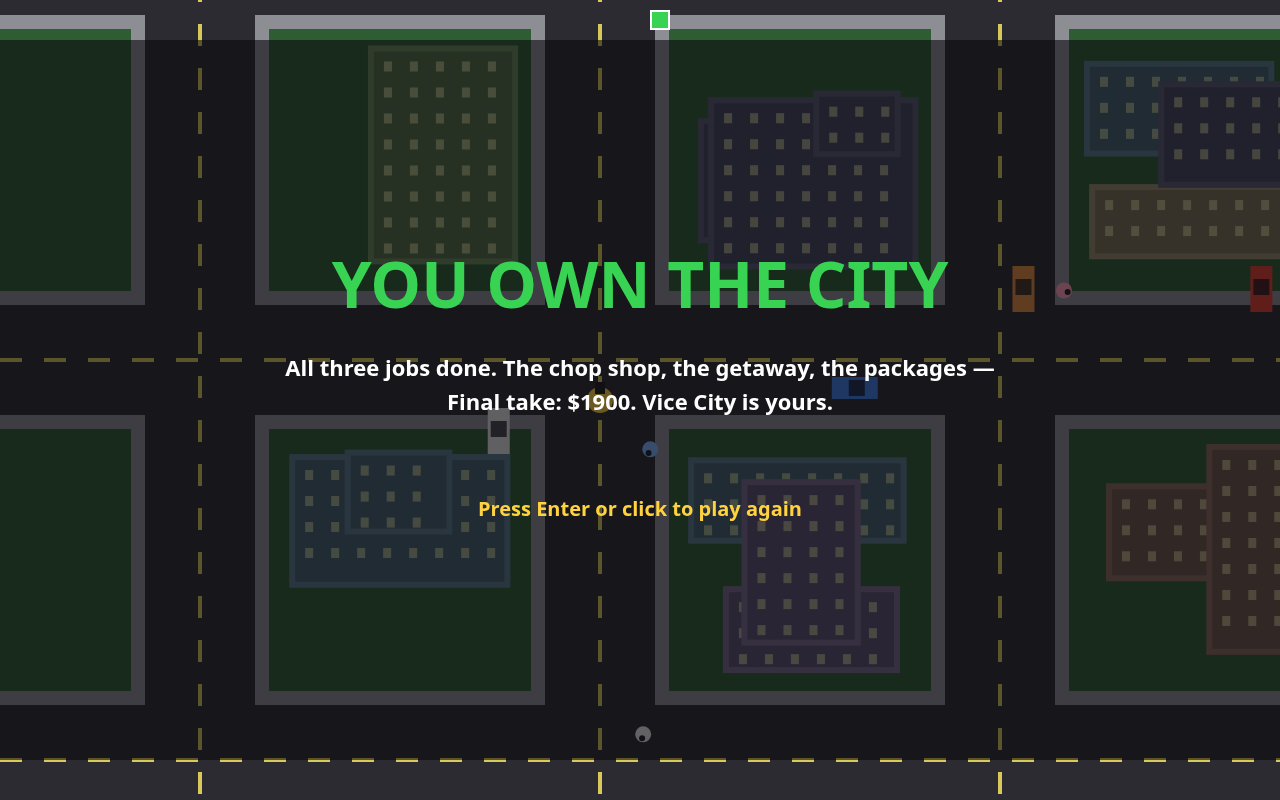 YOU OWN THE CITY
All three jobs done. The chop shop, the getaway, the packages —
Final take: $1900. Vice City is yours.
Press Enter or click to play again